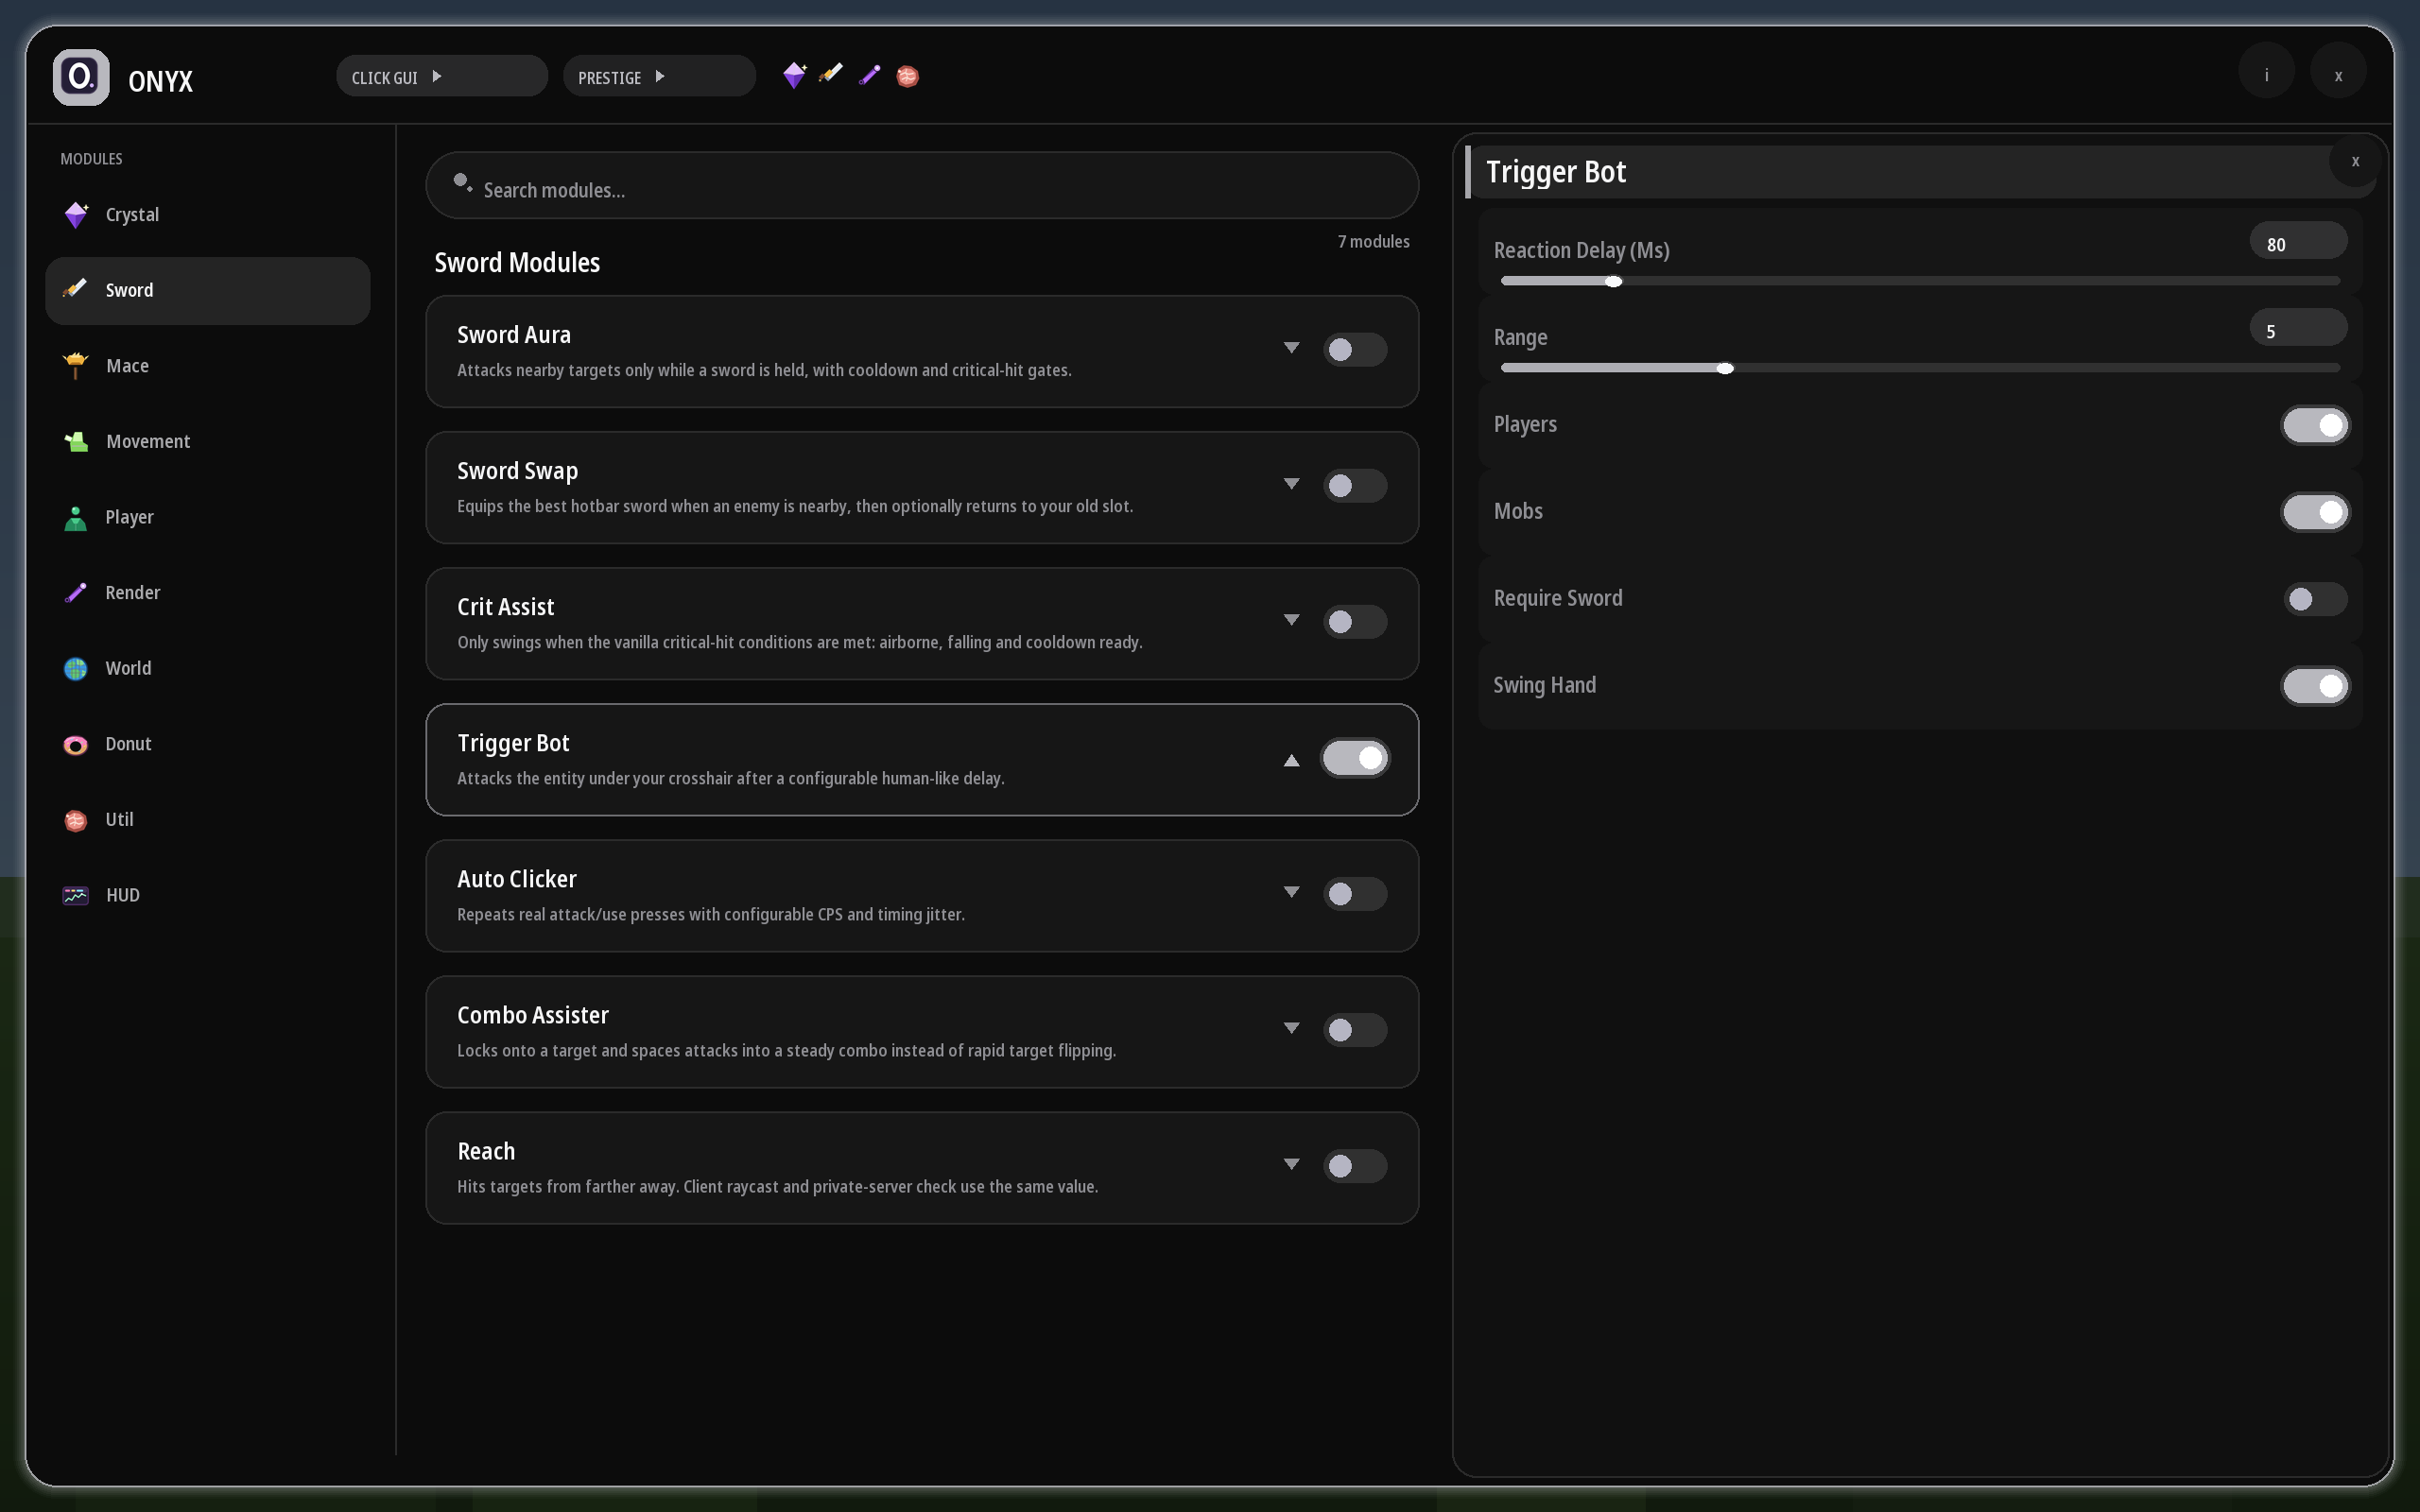 O.
ONYX
CLICK GUI
PRESTIGE
i
x
MODULES
Crystal
Sword
Mace
Movement
Player
Render
World
Donut
Util
HUD
Search modules...
7 modules
Sword Modules
Sword Aura
Attacks nearby targets only while a sword is held, with cooldown and critical-hit gates.
Sword Swap
Equips the best hotbar sword when an enemy is nearby, then optionally returns to your old slot.
Crit Assist
Only swings when the vanilla critical-hit conditions are met: airborne, falling and cooldown ready.
Trigger Bot
Attacks the entity under your crosshair after a configurable human-like delay.
Auto Clicker
Repeats real attack/use presses with configurable CPS and timing jitter.
Combo Assister
Locks onto a target and spaces attacks into a steady combo instead of rapid target flipping.
Reach
Hits targets from farther away. Client raycast and private-server check use the same value.
Trigger Bot
x
Reaction Delay (Ms)
80
Range
5
Players
Mobs
Require Sword
Swing Hand